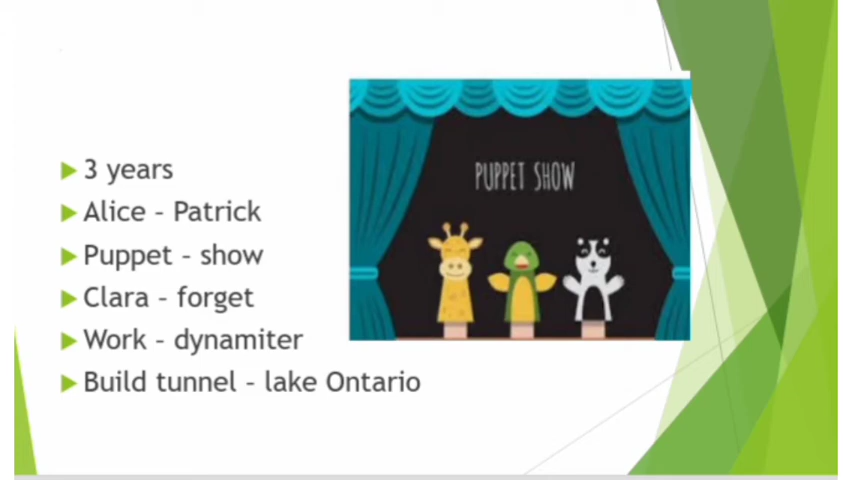 PUPPET SHOW
3 years
Alice – Patrick
Puppet – show
Clara – forget
Work – dynamiter
Build tunnel – lake Ontario